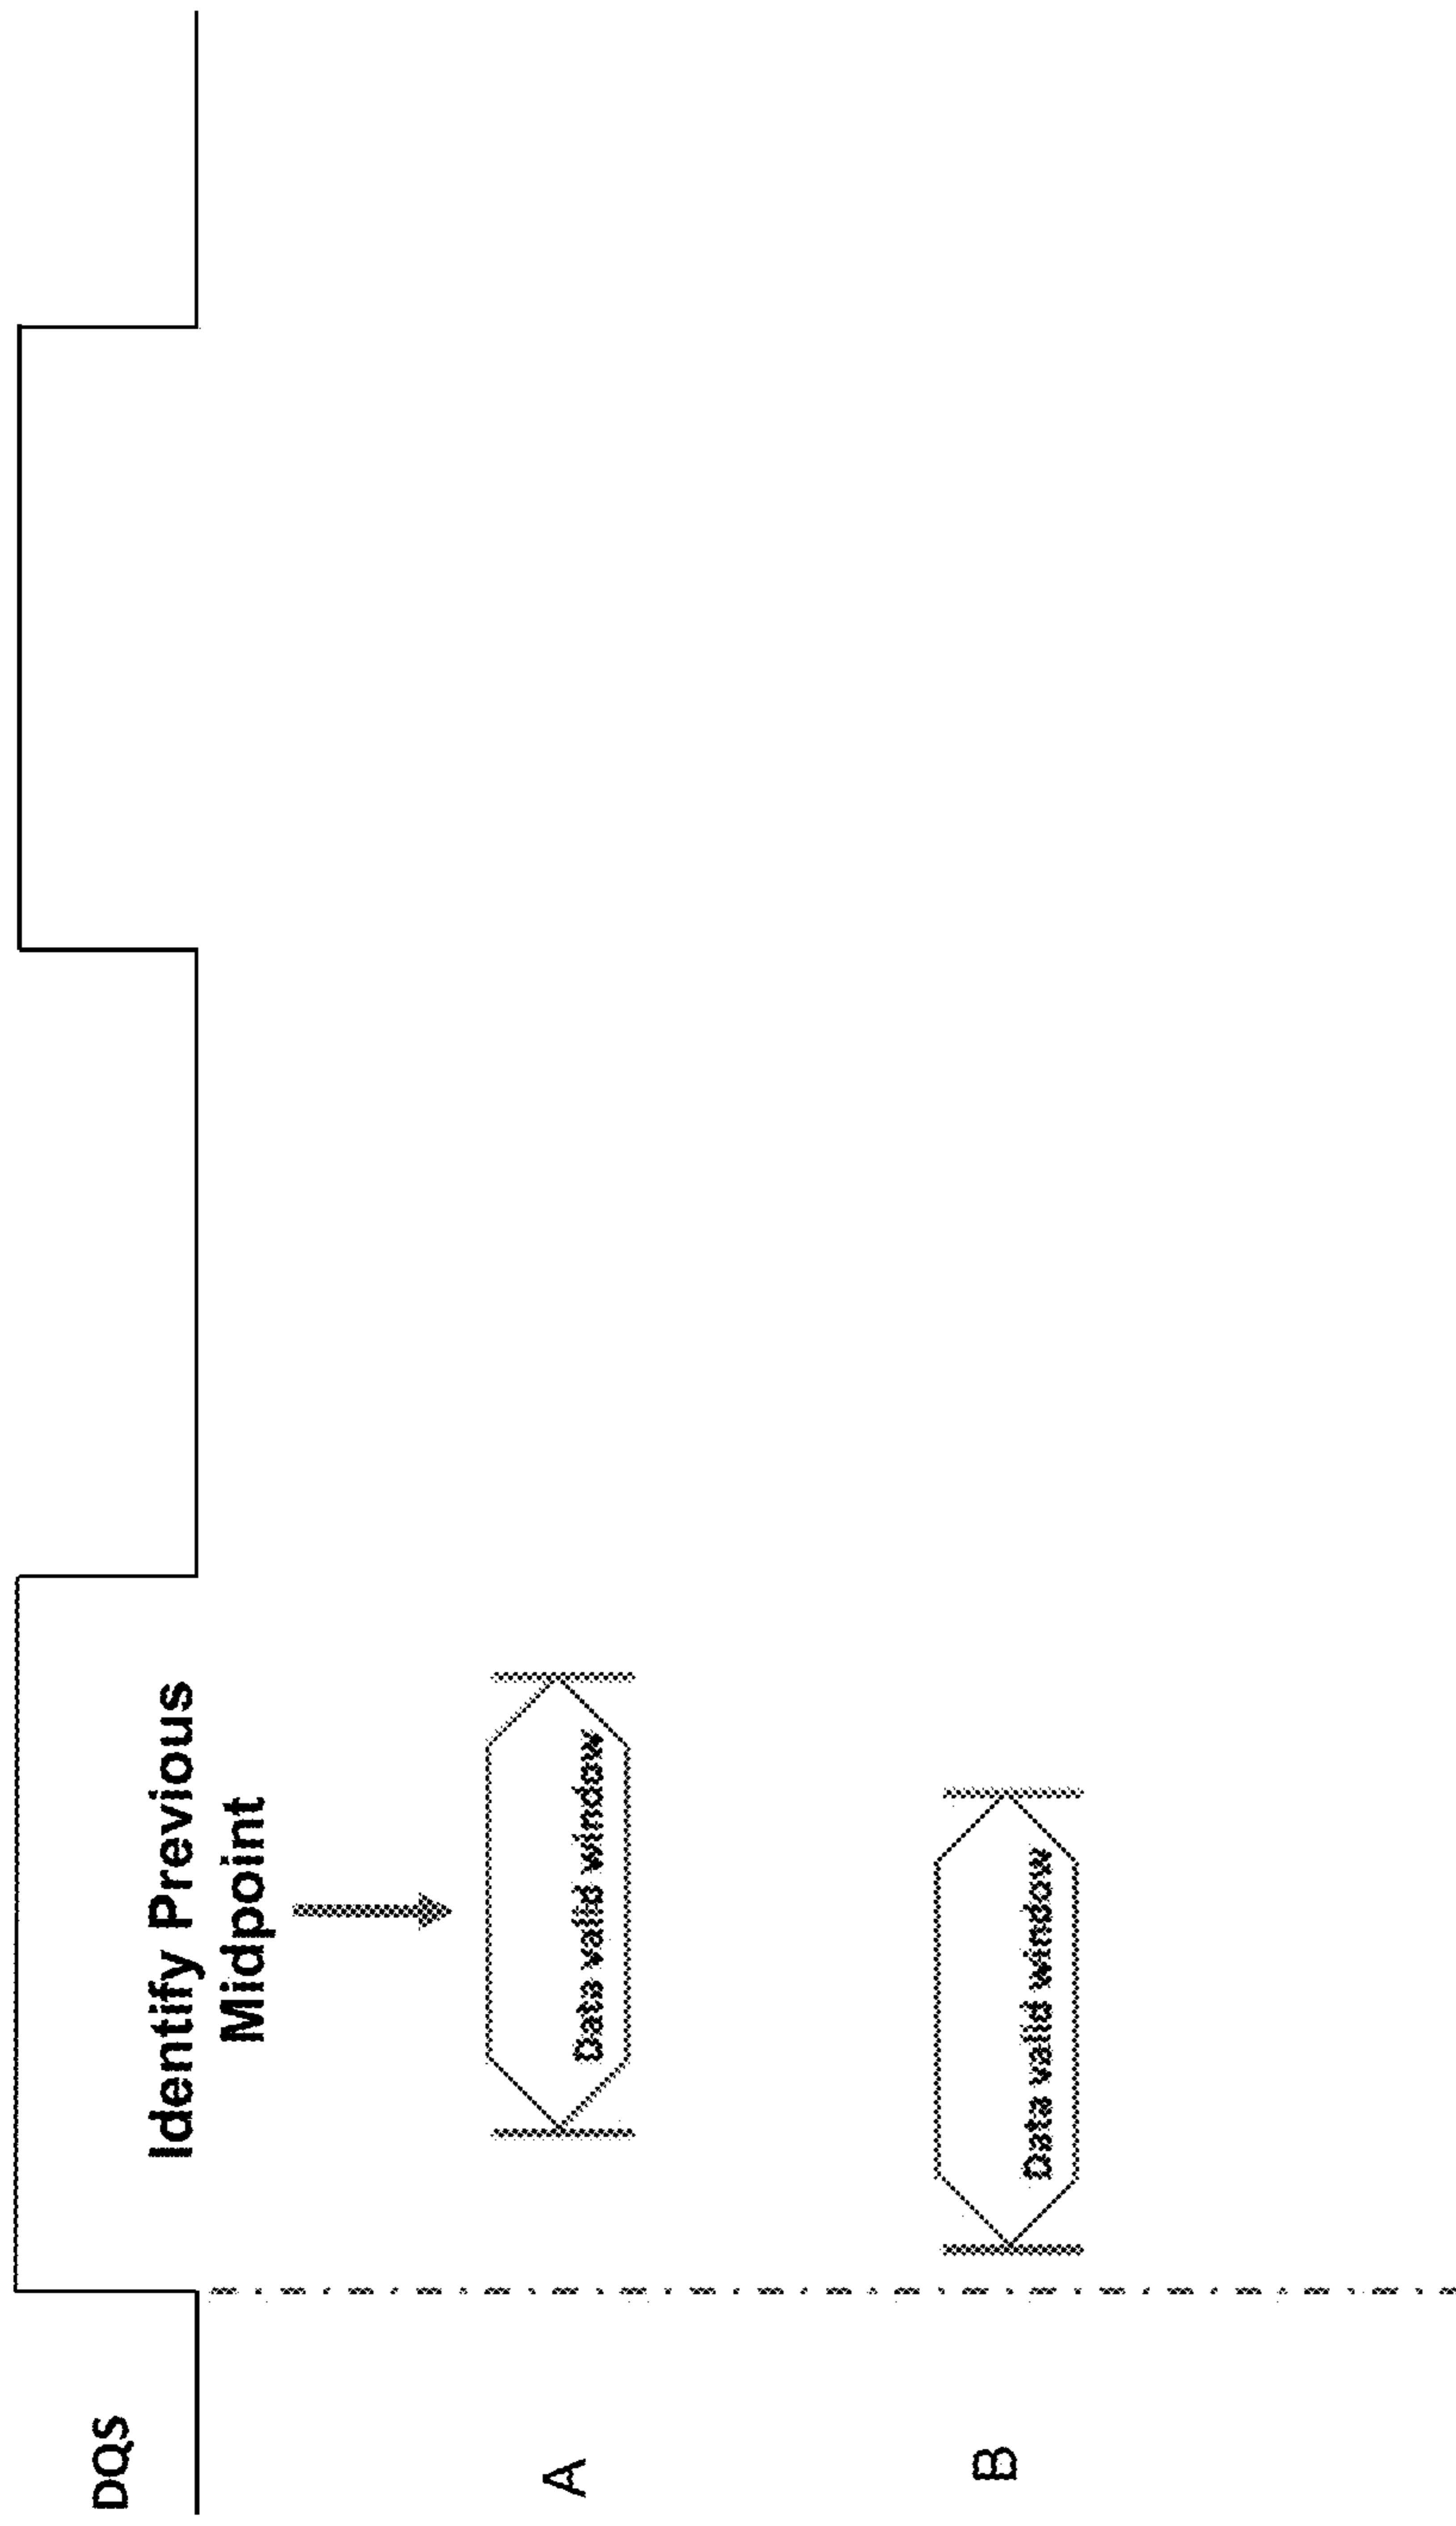 DQS
Identify Previous
Midpoint
A
Data valid window
B
Data valid window